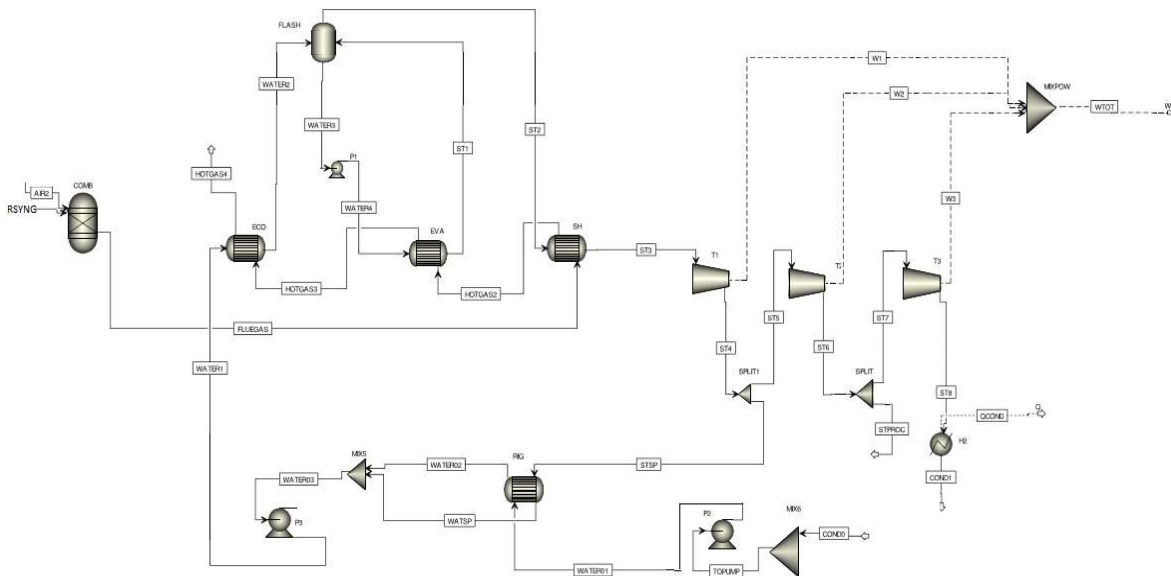 FLASH
W1
WATER2
W2
MIXPOW
WTOT
W
WATER3
ST1
ST2
P1
HOTGAS4
COMB
AIR2
RSYNG
WATER4
W3
ECO
EVA
SH
ST3
T1
T3
HOTGAS3
HOTGAS2
FLUEGAS
ST5
ST7
ST4
ST6
WATER1
SPLIT1
SPLIT
ST8
STPROC
QCOND
Q
H2
MIX5
WATER02
RIG
STSP
COND1
WATER03
WATSP
P3
P2
MIX6
COND0
WATER01
TOPUMP